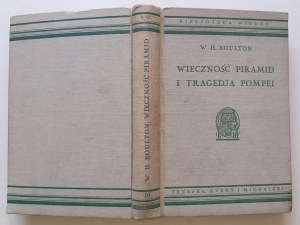 BIBLJOTEKA WIEDZY
W. H. BOULTON
WIECZNOŚĆ PIRAMID
I TRAGEDJA POMPEI
TRZASKA, EVERT I MICHALSKI
W. H. BOULTON, WIECZNOŚĆ PIRAMID